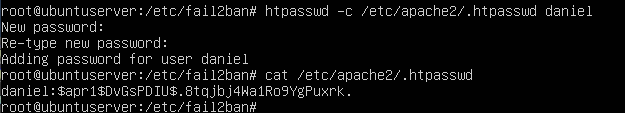 root@ubuntuserver:/etc/fail2ban# htpasswd -c /etc/apache2/.htpasswd daniel
New password:
Re-type new password:
Adding password for user daniel
root@ubuntuserver:/etc/fail2ban# cat /etc/apache2/.htpasswd
daniel:$apr1$DvGsPDIU$.8tqjbj4Wa1Ro9YgPuxrk.
root@ubuntuserver:/etc/fail2ban#